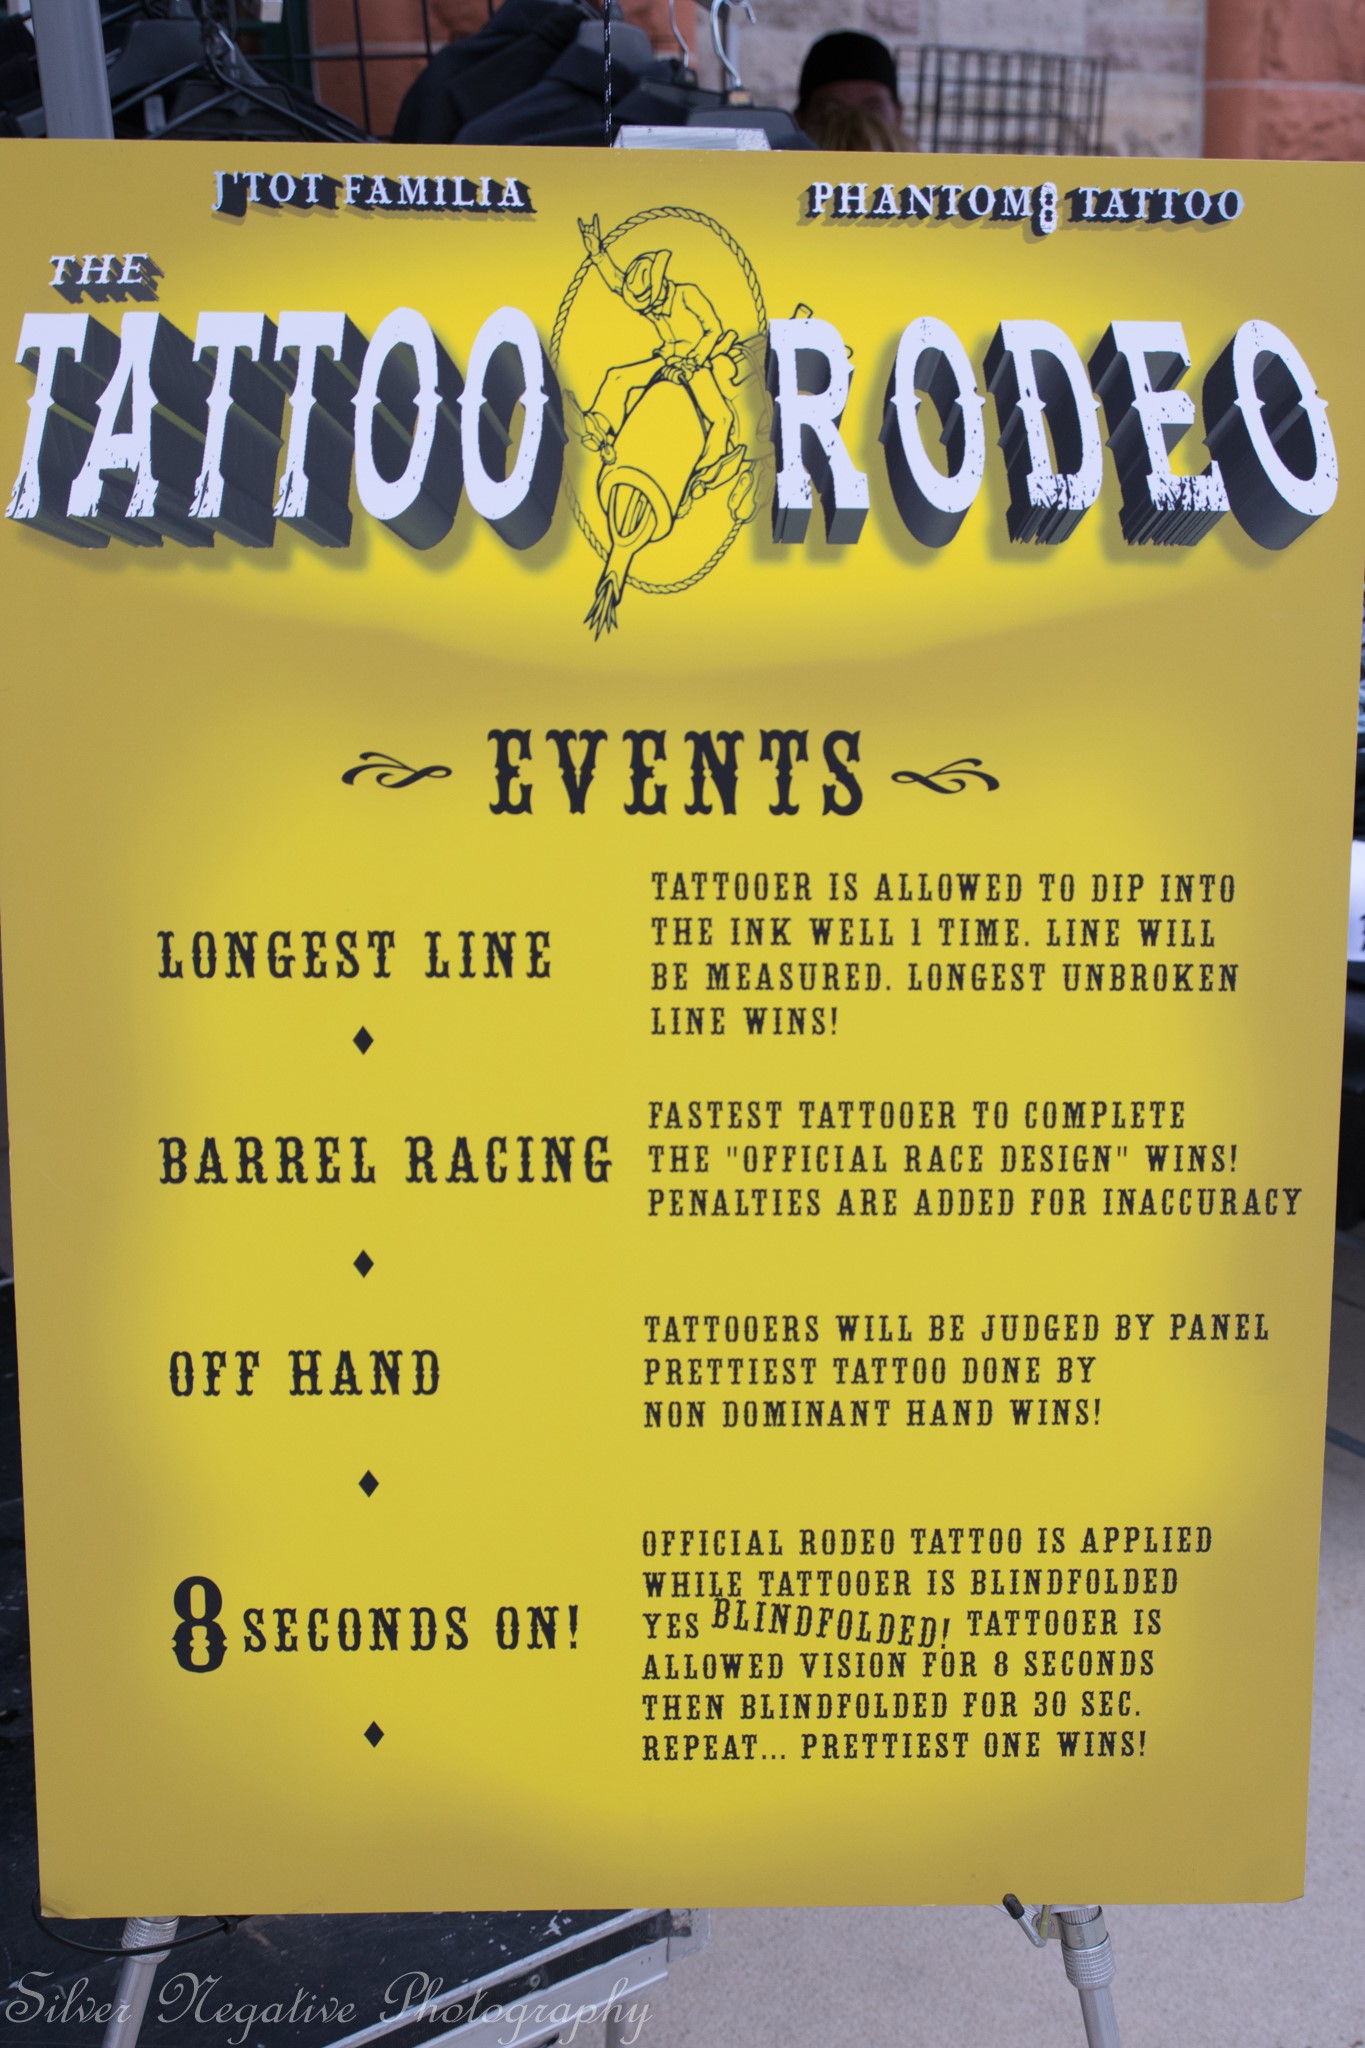 J'TOT FAMILIA
PHANTOM8 TATTOO
THE
TATTOO RODEO
EVENTS
LONGEST LINE
TATTOOER IS ALLOWED TO DIP INTO
THE INK WELL 1 TIME. LINE WILL
BE MEASURED. LONGEST UNBROKEN
LINE WINS!
BARREL RACING
FASTEST TATTOOER TO COMPLETE
THE "OFFICIAL RACE DESIGN" WINS!
PENALTIES ARE ADDED FOR INACCURACY
OFF HAND
TATTOOERS WILL BE JUDGED BY PANEL
PRETTIEST TATTOO DONE BY
NON DOMINANT HAND WINS!
8 SECONDS ON!
OFFICIAL RODEO TATTOO IS APPLIED
WHILE TATTOOER IS BLINDFOLDED
YES BLINDFOLDED! TATTOOER IS
ALLOWED VISION FOR 8 SECONDS
THEN BLINDFOLDED FOR 30 SEC.
REPEAT... PRETTIEST ONE WINS!
Silver Negative Photography